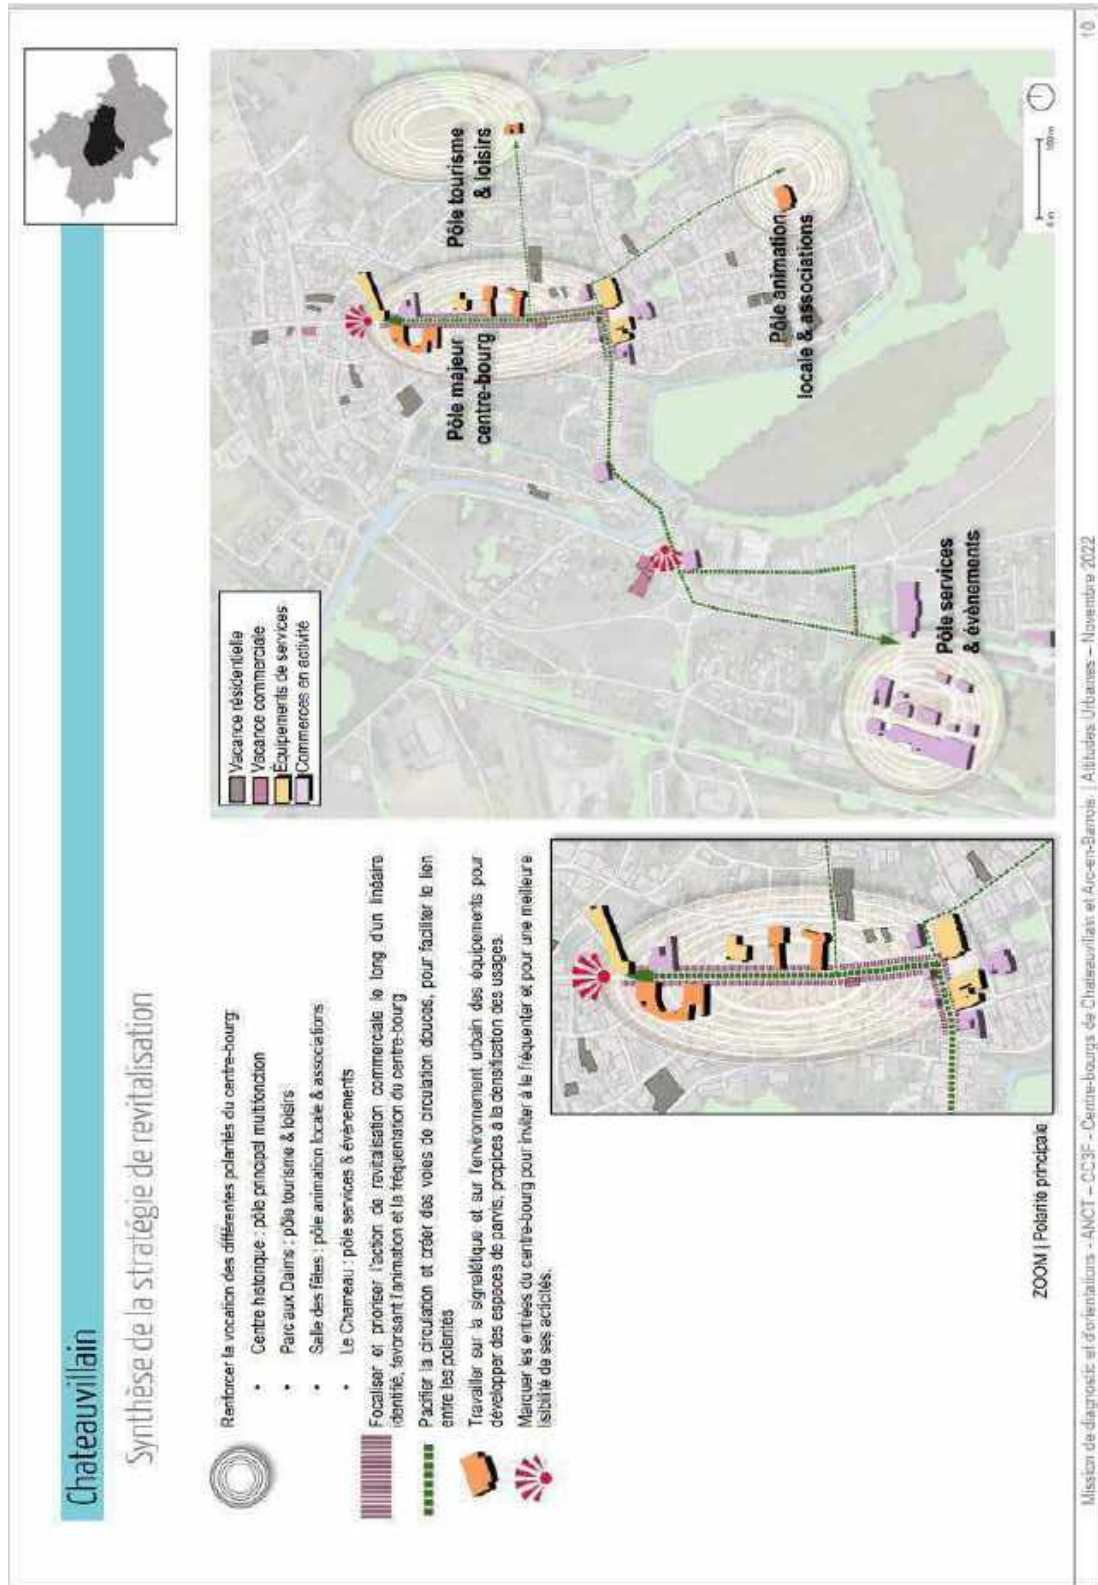 Chateauvillain
Synthèse de la stratégie de revitalisation
Renforcer la vocation des différentes polarités du centre-bourg:
• Centre historique : pôle principal multifonction
• Parc aux Daims : pôle tourisme & loisirs
• Salle des fêtes : pôle animation locale & associations
• Le Chameau : pôle services & évènements
Focaliser et prioriser l'action de revitalisation commerciale le long d'un linéaire
identifié, favorisant l'animation et la fréquentation du centre-bourg
Pacifier la circulation et créer des voies de circulation douces, pour faciliter le lien
entre les polarités
Travailler sur la signalétique et sur l'environnement urbain des équipements pour
développer des espaces de parvis, propices à la densification des usages.
Marquer les entrées du centre-bourg pour inviter à le fréquenter et pour une meilleure
lisibilité de ses activités.
ZOOM | Polarité principale
Vacance résidentielle
Vacance commerciale
Équipements de services
Commerces en activité
Pôle majeur
centre-bourg
Pôle tourisme
& loisirs
Pôle animation
locale & associations
Pôle services
& évènements
100 m
Mission de diagnostic et d'orientations - ANCT – CC3F - Centre-bourgs de Chateauvillain et Arc-en-Barrois | Attitudes Urbaines – Novembre 2022
10